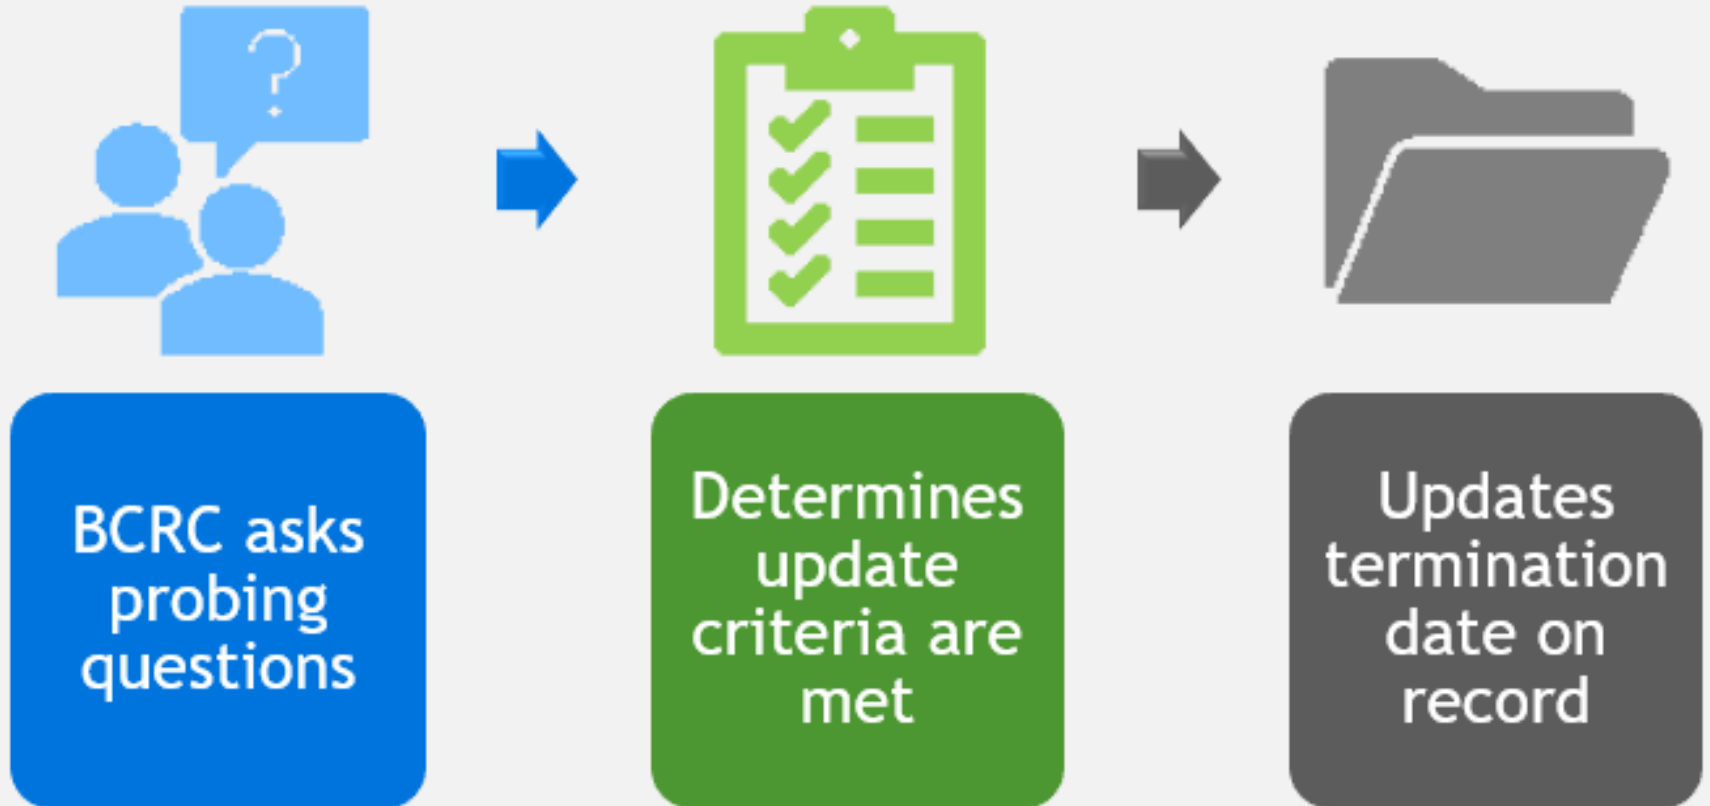 ?
BCRC asks
probing
questions
Determines
update
criteria are
met
Updates
termination
date on
record